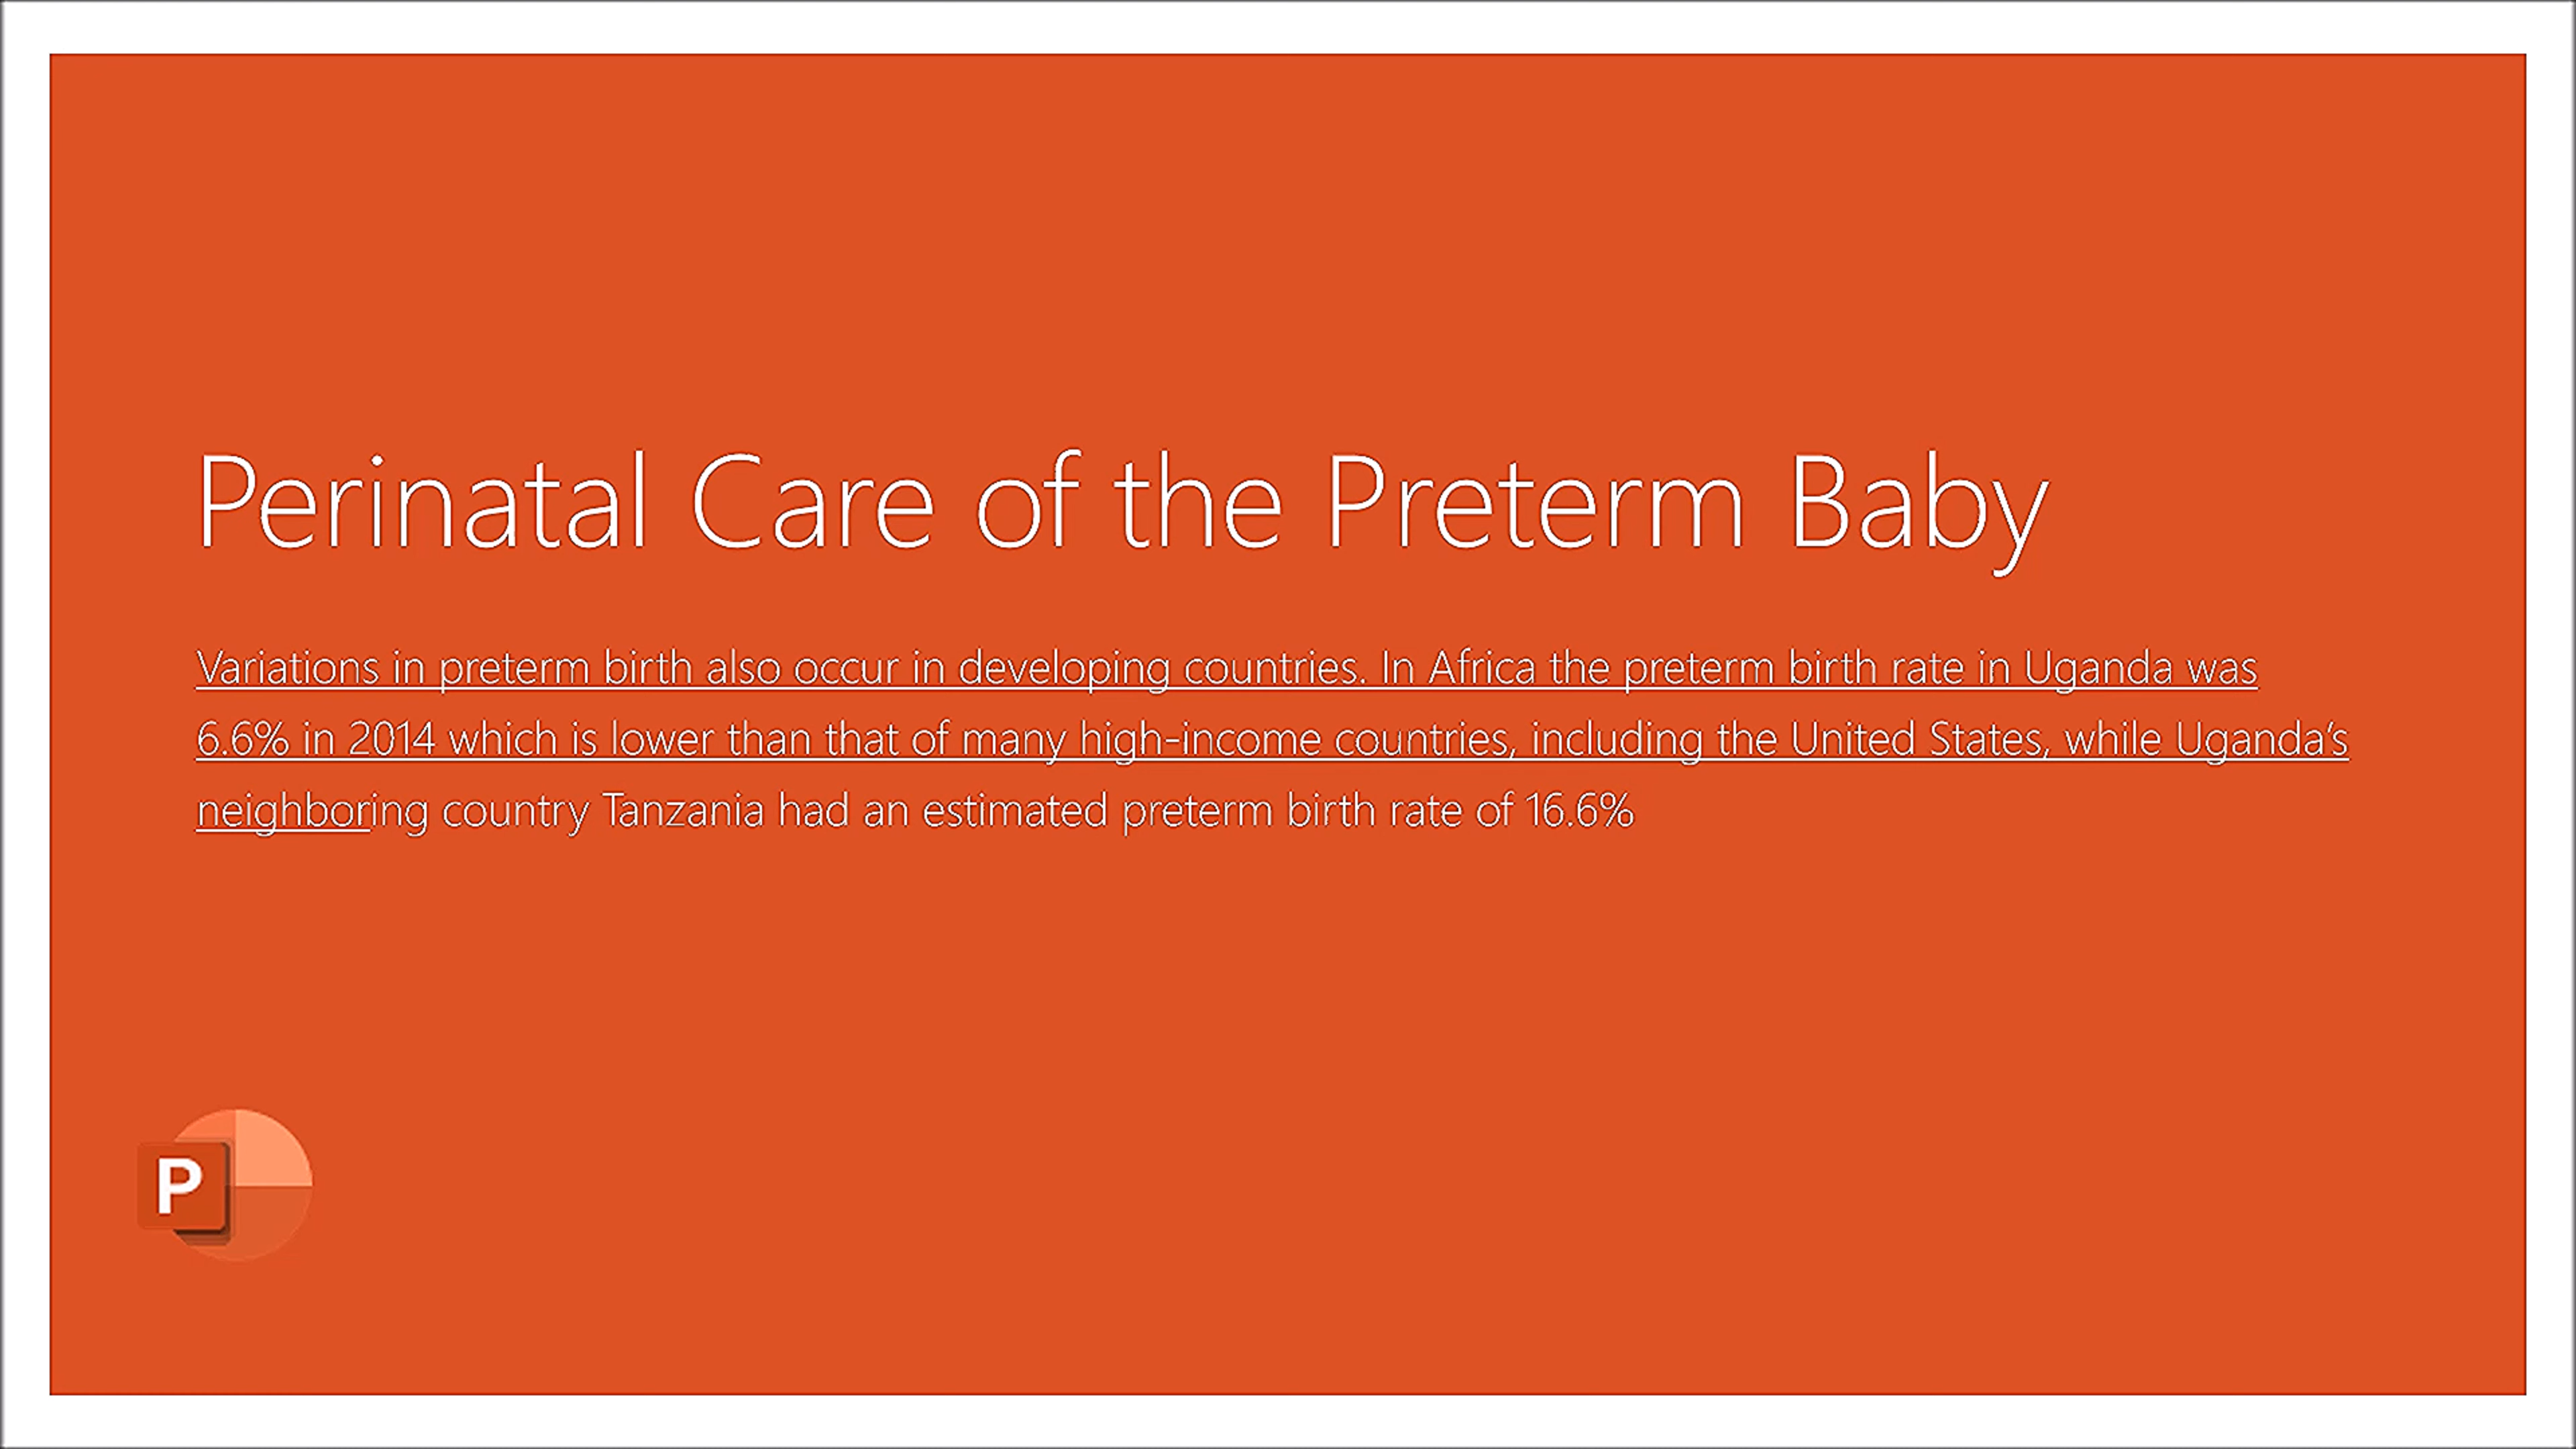 Perinatal Care of the Preterm Baby
Variations in preterm birth also occur in developing countries. In Africa the preterm birth rate in Uganda was
6.6% in 2014 which is lower than that of many high-income countries, including the United States, while Uganda's
neighboring country Tanzania had an estimated preterm birth rate of 16.6%
P